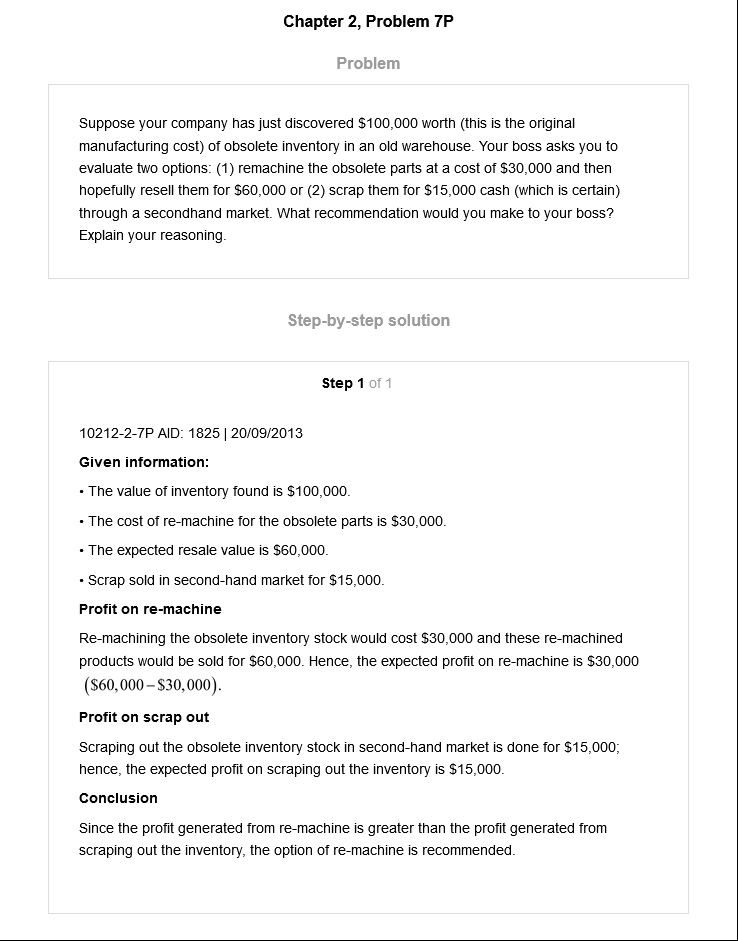 Chapter 2, Problem 7P
Problem
Suppose your company has just discovered $100,000 worth (this is the original
manufacturing cost) of obsolete inventory in an old warehouse. Your boss asks you to
evaluate two options: (1) remachine the obsolete parts at a cost of $30,000 and then
hopefully resell them for $60,000 or (2) scrap them for $15,000 cash (which is certain)
through a secondhand market. What recommendation would you make to your boss?
Explain your reasoning.
Step-by-step solution
Step 1 of 1
10212-2-7P AID: 1825 | 20/09/2013
Given information:
• The value of inventory found is $100,000.
• The cost of re-machine for the obsolete parts is $30,000.
• The expected resale value is $60,000.
• Scrap sold in second-hand market for $15,000.
Profit on re-machine
Re-machining the obsolete inventory stock would cost $30,000 and these re-machined
products would be sold for $60,000. Hence, the expected profit on re-machine is $30,000
($60,000 – $30,000).
Profit on scrap out
Scraping out the obsolete inventory stock in second-hand market is done for $15,000;
hence, the expected profit on scraping out the inventory is $15,000.
Conclusion
Since the profit generated from re-machine is greater than the profit generated from
scraping out the inventory, the option of re-machine is recommended.